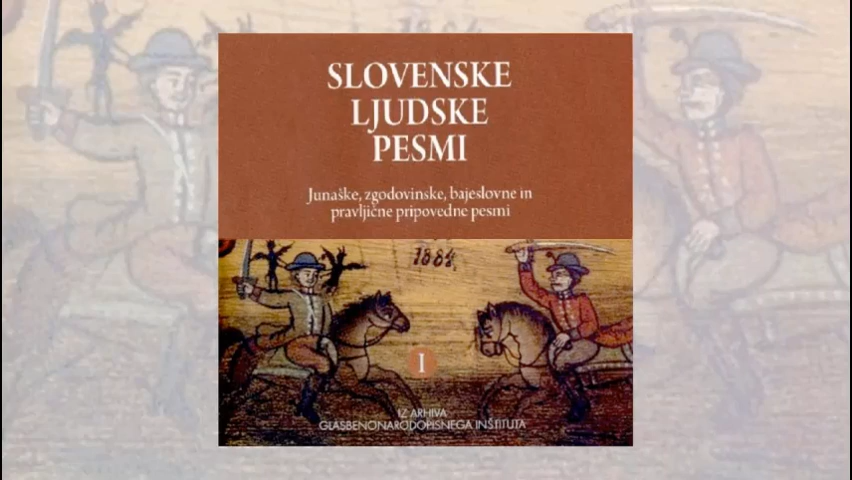 SLOVENSKE
LJUDSKE
PESMI
Junaške, zgodovinske, bajeslovne in
pravljične pripovedne pesmi
1884
I
IZ ARHIVA
GLASBENONARODOPISNEGA INŠTITUTA